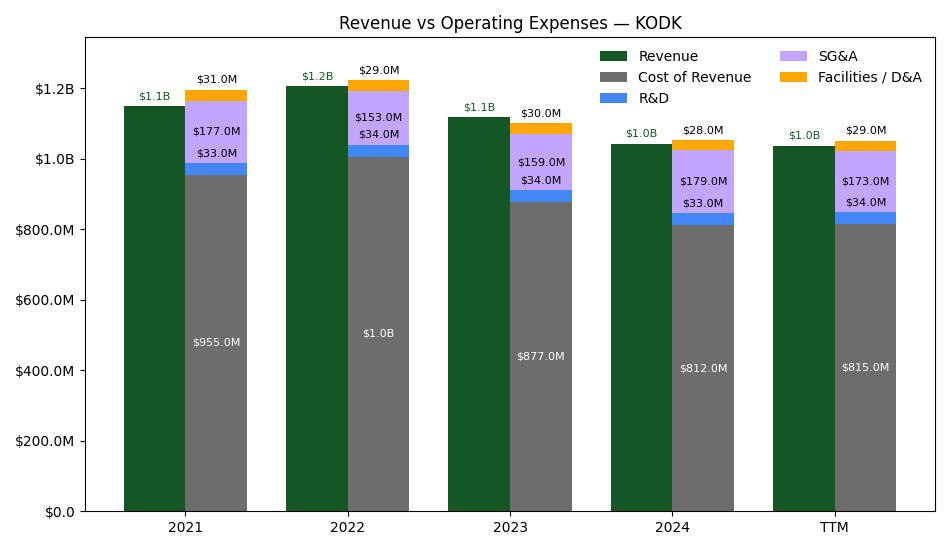 Revenue vs Operating Expenses — KODK
Revenue
Cost of Revenue
R&D
SG&A
Facilities / D&A
$1.2B
$1.0B
$800.0M
$600.0M
$400.0M
$200.0M
$0.0
$1.1B
$31.0M
$177.0M
$33.0M
$955.0M
$1.2B
$29.0M
$153.0M
$34.0M
$1.0B
$1.1B
$30.0M
$159.0M
$34.0M
$877.0M
$1.0B
$28.0M
$179.0M
$33.0M
$812.0M
$1.0B
$29.0M
$173.0M
$34.0M
$815.0M
2021
2022
2023
2024
TTM